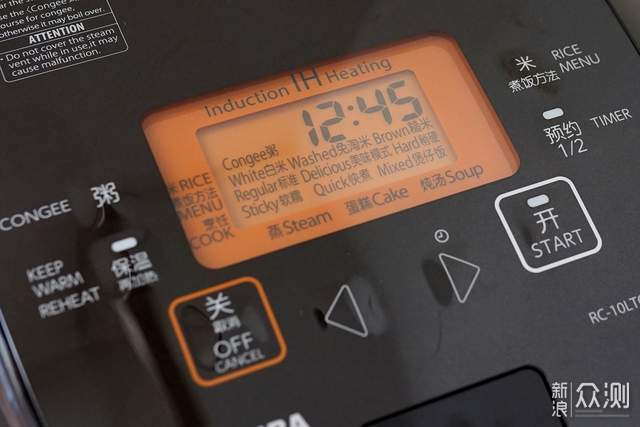 the (Congee A
course for congee,
otherwise it may boil over.
ATTENTION
• Do not cover the steam
vent while in use, it may
cause malfunction.
Induction IH Heating
12:45
Congee粥
White白米 Washed免淘米 Brown糙米
Regular标准 Delicious美味模式 Hard稍硬
Sticky软糯 Quick快煮 Mixed煲仔饭
米 RICE
煮饭方法
MENU
烹饪
COOK
蒸Steam 蛋糕Cake 炖汤Soup
米 RICE
煮饭方法 MENU
预约 TIMER
1/2
CONGEE 粥
KEEP
WARM
REHEAT
保温
再加热
关
取消
OFF
CANCEL
开
START
RC-10LT
新浪
众测